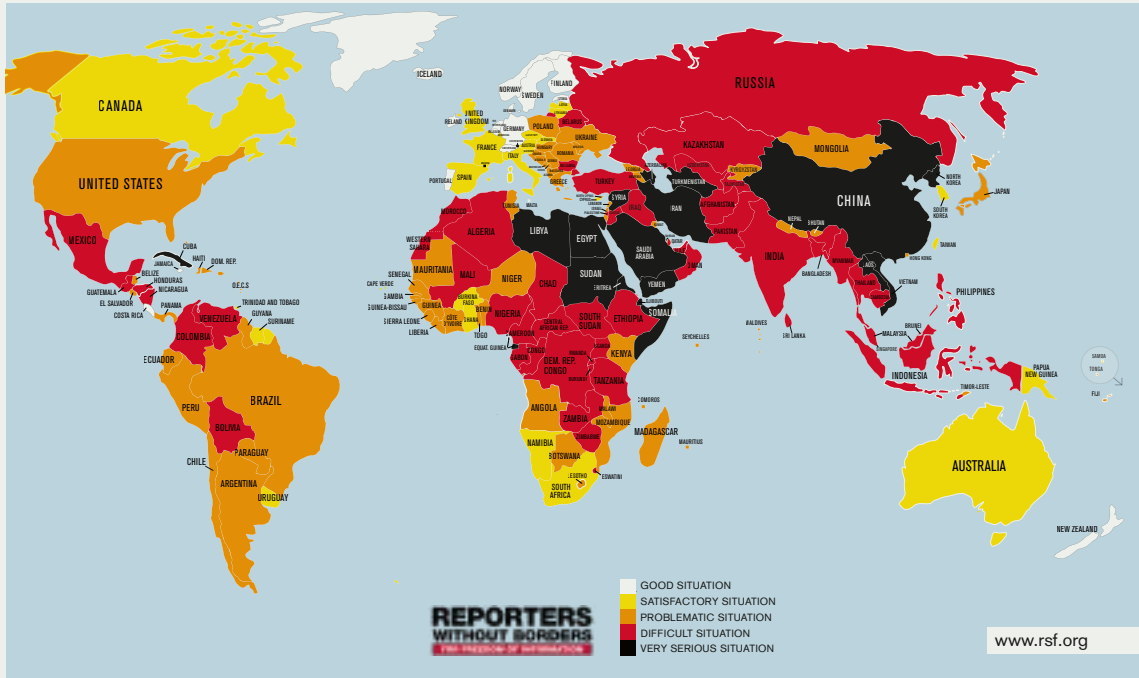 ICELAND
NORWAY
SWEDEN
FINLAND
RUSSIA
CANADA
UNITED
KINGDOM
GERMANY
POLAND
BELARUS
UKRAINE
FRANCE
ITALY
ROMANIA
KAZAKHSTAN
MONGOLIA
KYRGYZSTAN
UNITED STATES
PORTUGAL
SPAIN
GREECE
TURKEY
TURKMENISTAN
NORTH
KOREA
JAPAN
SOUTH
KOREA
CHINA
MALTA
TUNISIA
SYRIA
IRAQ
IRAN
AFGHANISTAN
MOROCCO
ALGERIA
LIBYA
EGYPT
PAKISTAN
NEPAL
BHUTAN
TAIWAN
MEXICO
CUBA
JAMAICA
HAITI
DOM. REP.
WESTERN
SAHARA
SAUDI
ARABIA
QATAR
OMAN
INDIA
HONG KONG
BELIZE
HONDURAS
NICARAGUA
GUATEMALA
EL SALVADOR
PANAMA
COSTA RICA
O.E.C.S
TRINIDAD AND TOBAGO
GUYANA
SURINAME
MAURITANIA
MALI
NIGER
CHAD
SUDAN
ERITREA
YEMEN
DJIBOUTI
SOMALIA
SENEGAL
CAPE VERDE
GAMBIA
GUINEA-BISSAU
SIERRA LEONE
LIBERIA
GUINEA
CÔTE
D'IVOIRE
BURKINA
FASO
GHANA
BENIN
TOGO
NIGERIA
CAMEROON
EQUAT. GUINEA
GABON
CONGO
CENTRAL
AFRICAN REP.
SOUTH
SUDAN
ETHIOPIA
DEM. REP.
CONGO
KENYA
TANZANIA
BANGLADESH
MYANMAR
LAOS
THAILAND
VIETNAM
PHILIPPINES
MALDIVES
SRI LANKA
SEYCHELLES
MALAYSIA
BRUNEI
SINGAPORE
INDONESIA
TIMOR-LESTE
PAPUA
NEW GUINEA
SAMOA
TONGA
FIJI
VENEZUELA
COLOMBIA
ECUADOR
PERU
BRAZIL
BOLIVIA
PARAGUAY
CHILE
ARGENTINA
URUGUAY
ANGOLA
ZAMBIA
MALAWI
MOZAMBIQUE
ZIMBABWE
COMOROS
MADAGASCAR
MAURITIUS
NAMIBIA
BOTSWANA
LESOTHO
ESWATINI
SOUTH
AFRICA
AUSTRALIA
NEW ZEALAND
GOOD SITUATION
SATISFACTORY SITUATION
PROBLEMATIC SITUATION
DIFFICULT SITUATION
VERY SERIOUS SITUATION
REPORTERS
WITHOUT BORDERS
FOR FREEDOM OF INFORMATION
www.rsf.org